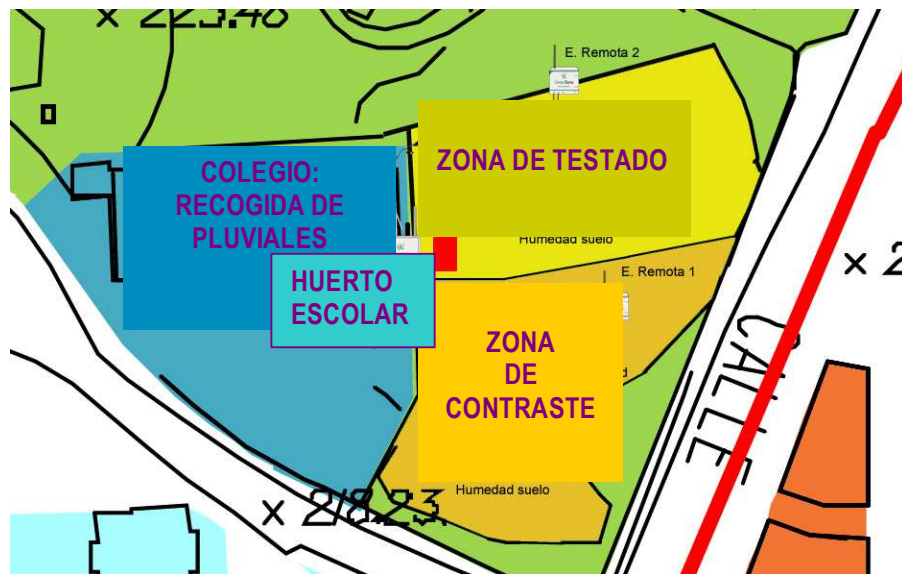 × 223.48
E. Remota 2
ZONA DE TESTADO
COLEGIO:
RECOGIDA DE
PLUVIALES
Humedad suelo
× 2
E. Remota 1
HUERTO
ESCOLAR
ZONA
DE
CONTRASTE
CALLE
Humedad suelo
× 218.23